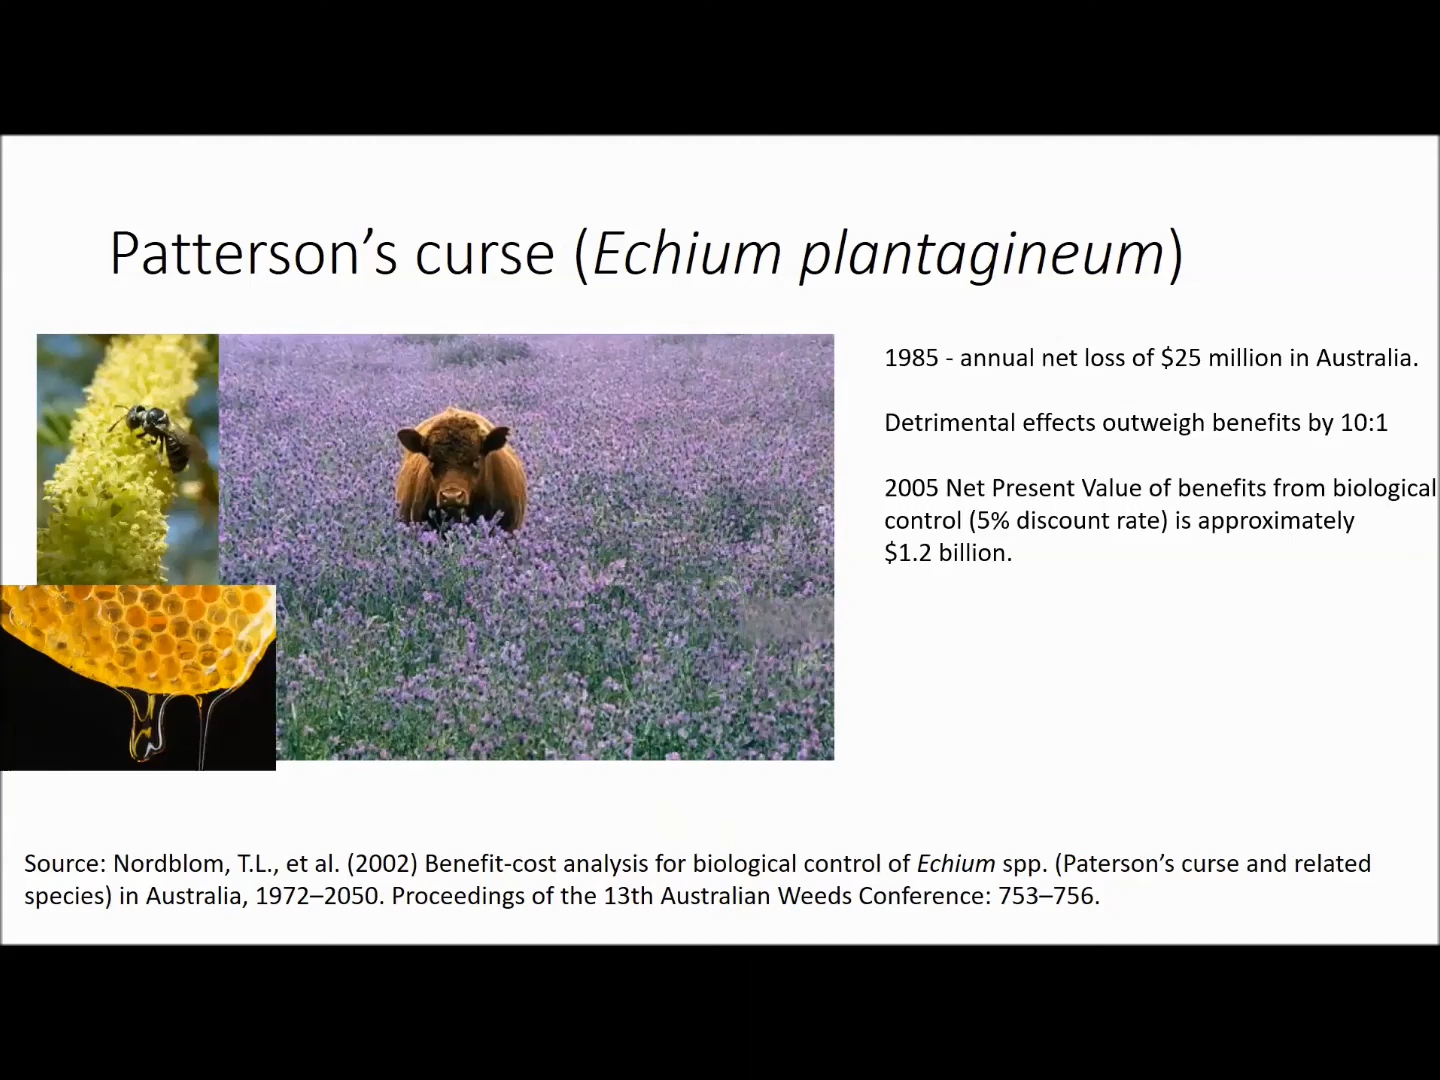 Patterson’s curse (Echium plantagineum)
1985 - annual net loss of $25 million in Australia.
Detrimental effects outweigh benefits by 10:1
2005 Net Present Value of benefits from biological
control (5% discount rate) is approximately
$1.2 billion.
Source: Nordblom, T.L., et al. (2002) Benefit-cost analysis for biological control of Echium spp. (Paterson’s curse and related
species) in Australia, 1972–2050. Proceedings of the 13th Australian Weeds Conference: 753–756.